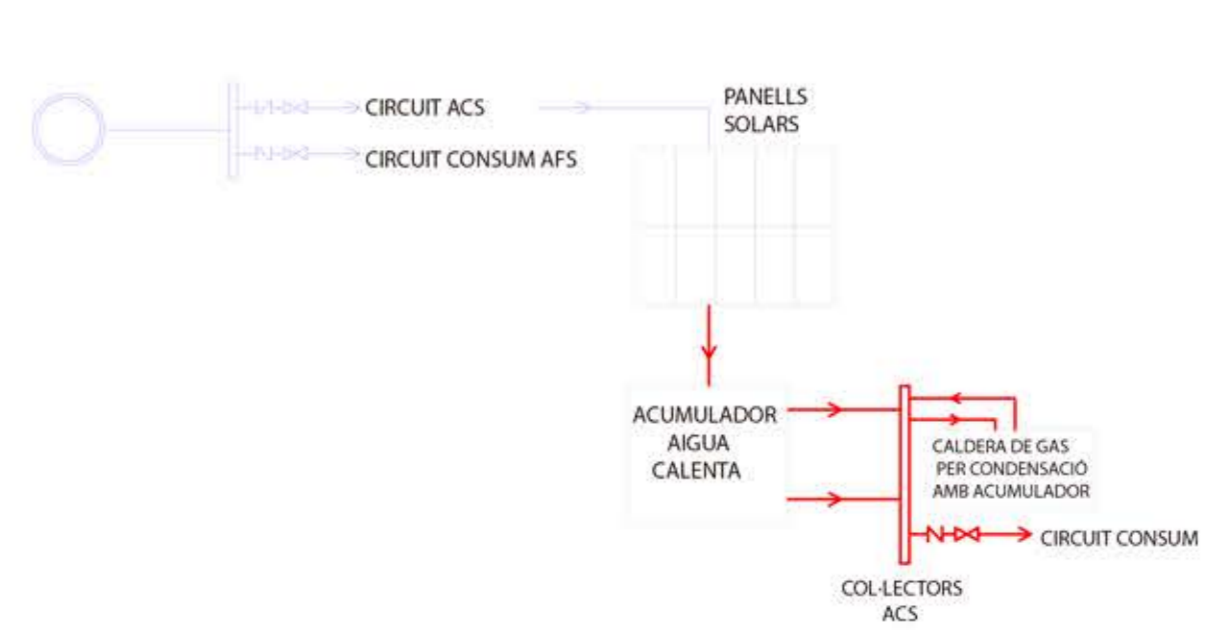 CIRCUIT ACS
CIRCUIT CONSUM AFS
PANELLS
SOLARS
ACUMULADOR
AIGUA
CALENTA
CALDERA DE GAS
PER CONDENSACIÓ
AMB ACUMULADOR
CIRCUIT CONSUM
COL·LECTORS
ACS